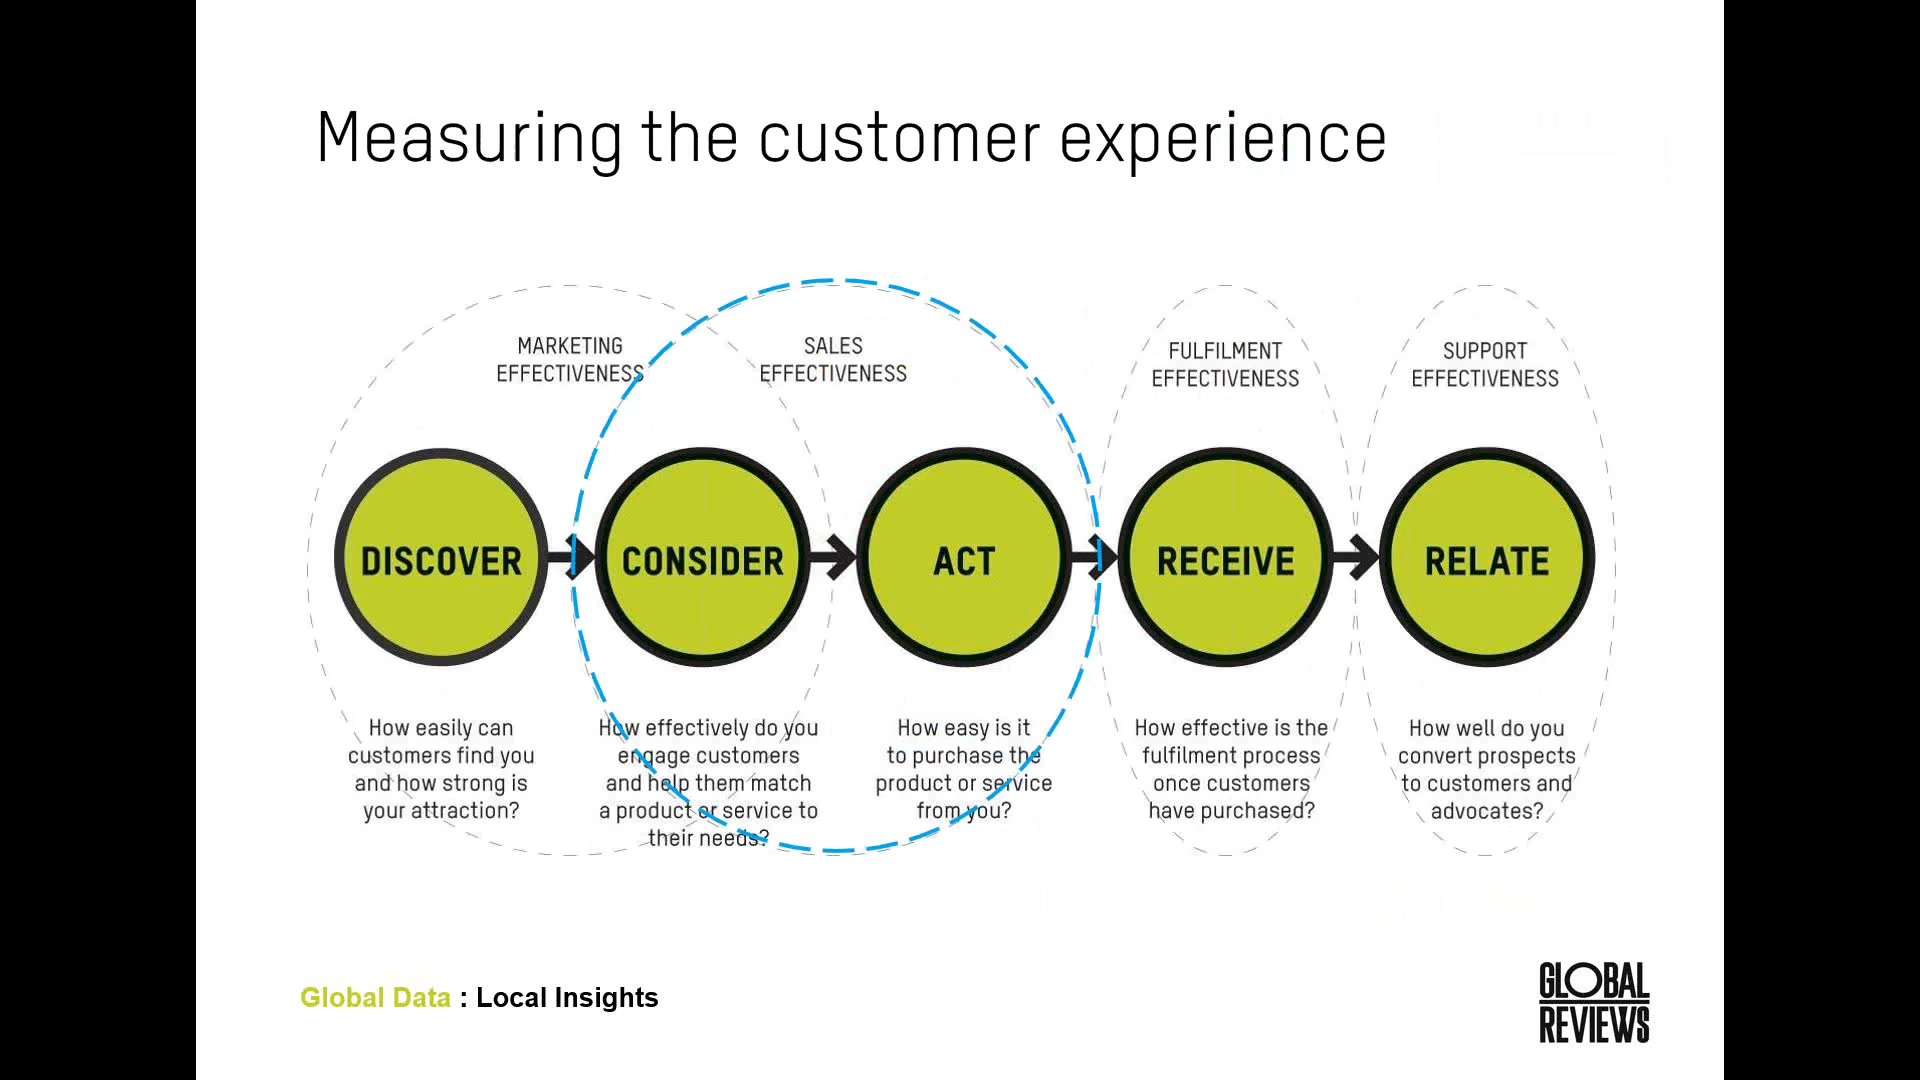 Measuring the customer experience
MARKETING
EFFECTIVENESS
SALES
EFFECTIVENESS
FULFILMENT
EFFECTIVENESS
SUPPORT
EFFECTIVENESS
DISCOVER
CONSIDER
ACT
RECEIVE
RELATE
How easily can
customers find you
and how strong is
your attraction?
How effectively do you
engage customers
and help them match
a product or service to
their needs?
How easy is it
to purchase the
product or service
from you?
How effective is the
fulfilment process
once customers
have purchased?
How well do you
convert prospects
to customers and
advocates?
Global Data : Local Insights
GLOBAL
REVIEWS